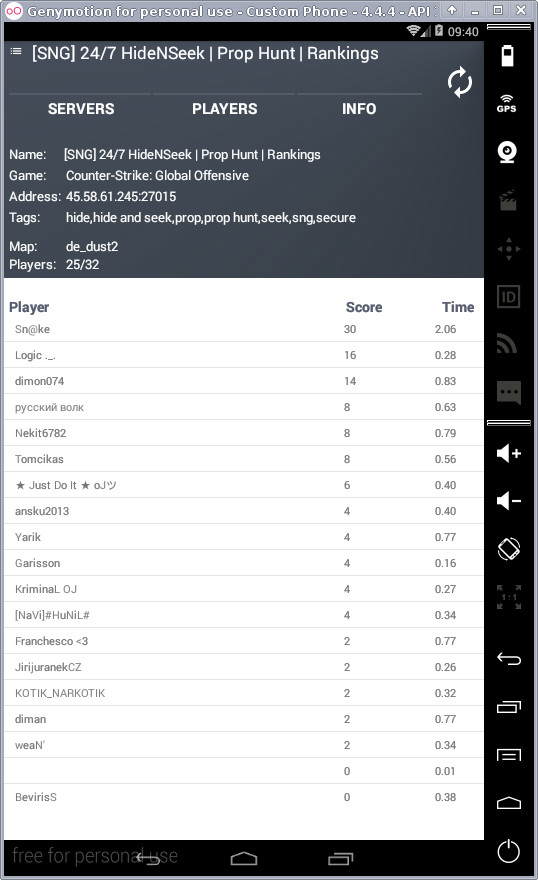 Genymotion for personal use - Custom Phone - 4.4.4 - API
09:40
[SNG] 24/7 HideNSeek | Prop Hunt | Rankings
SERVERS PLAYERS INFO
Name: [SNG] 24/7 HideNSeek | Prop Hunt | Rankings
Game: Counter-Strike: Global Offensive
Address: 45.58.61.245:27015
Tags: hide,hide and seek,prop,prop hunt,seek,sng,secure
Map: de_dust2
Players: 25/32
Player Score Time
Sn@ke 30 2.06
Logic ._. 16 0.28
dimon074 14 0.83
русский волк 8 0.63
Nekit6782 8 0.79
Tomcikas 8 0.56
★ Just Do It ★ oJツ 6 0.40
ansku2013 4 0.40
Yarik 4 0.77
Garisson 4 0.16
KriminaL OJ 4 0.27
[NaVi]#HuNiL# 4 0.34
Franchesco <3 2 0.77
JirijuranekCZ 2 0.26
KOTIK_NARKOTIK 2 0.32
diman 2 0.77
weaN' 2 0.34
0 0.01
BevirisS 0 0.38
free for personal use
GPS
ID
1:1